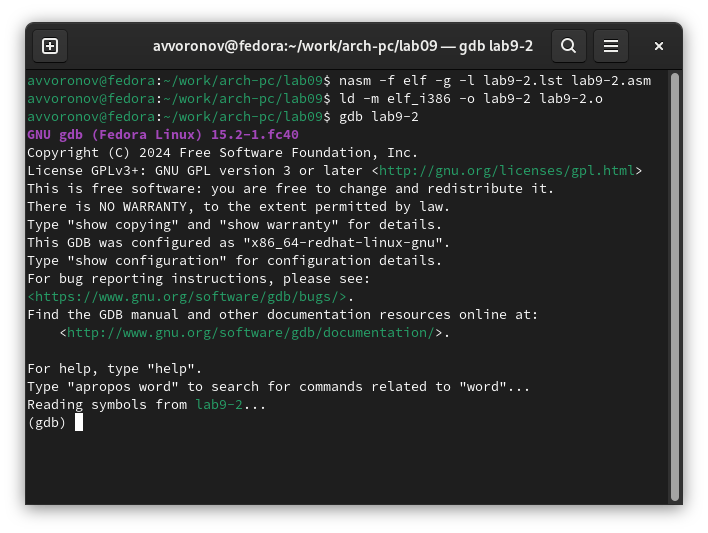 avvoronov@fedora:~/work/arch-pc/lab09 — gdb lab9-2
avvoronov@fedora:~/work/arch-pc/lab09$ nasm -f elf -g -l lab9-2.lst lab9-2.asm
avvoronov@fedora:~/work/arch-pc/lab09$ ld -m elf_i386 -o lab9-2 lab9-2.o
avvoronov@fedora:~/work/arch-pc/lab09$ gdb lab9-2
GNU gdb (Fedora Linux) 15.2-1.fc40
Copyright (C) 2024 Free Software Foundation, Inc.
License GPLv3+: GNU GPL version 3 or later <http://gnu.org/licenses/gpl.html>
This is free software: you are free to change and redistribute it.
There is NO WARRANTY, to the extent permitted by law.
Type "show copying" and "show warranty" for details.
This GDB was configured as "x86_64-redhat-linux-gnu".
Type "show configuration" for configuration details.
For bug reporting instructions, please see:
<https://www.gnu.org/software/gdb/bugs/>.
Find the GDB manual and other documentation resources online at:
    <http://www.gnu.org/software/gdb/documentation/>.

For help, type "help".
Type "apropos word" to search for commands related to "word"...
Reading symbols from lab9-2...
(gdb)